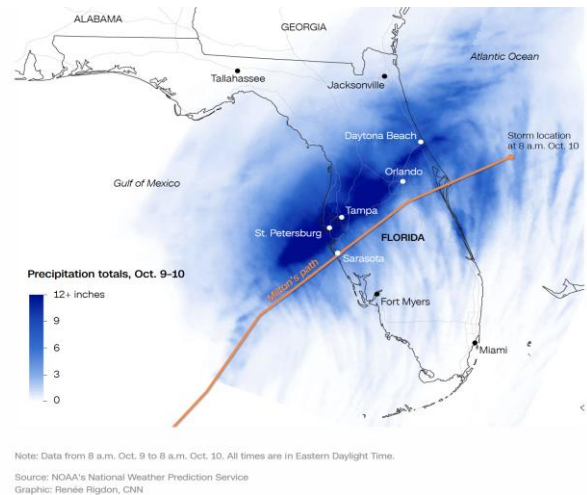 ALABAMA
GEORGIA
Atlantic Ocean
Tallahassee
Jacksonville
Daytona Beach
Storm location
at 8 a.m. Oct. 10
Orlando
Gulf of Mexico
Tampa
St. Petersburg
FLORIDA
Sarasota
Milton's path
Precipitation totals, Oct. 9–10
12+ inches
9
6
3
0
Fort Myers
Miami
Note: Data from 8 a.m. Oct. 9 to 8 a.m. Oct. 10. All times are in Eastern Daylight Time.
Source: NOAA's National Weather Prediction Service
Graphic: Renée Rigdon, CNN